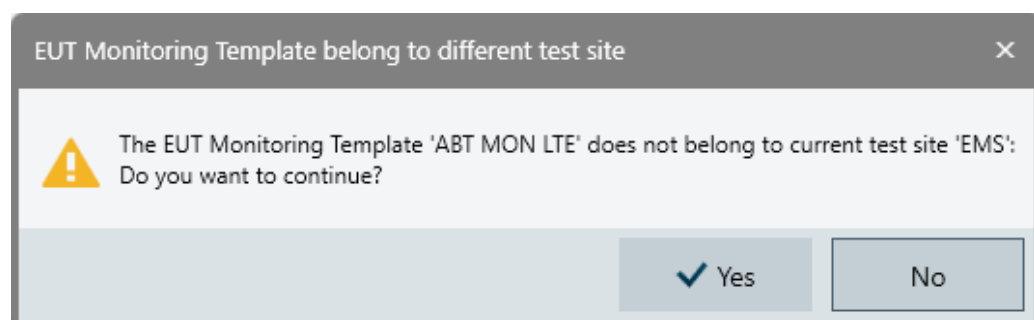 EUT Monitoring Template belong to different test site
The EUT Monitoring Template 'ABT MON LTE' does not belong to current test site 'EMS':
Do you want to continue?
Yes
No